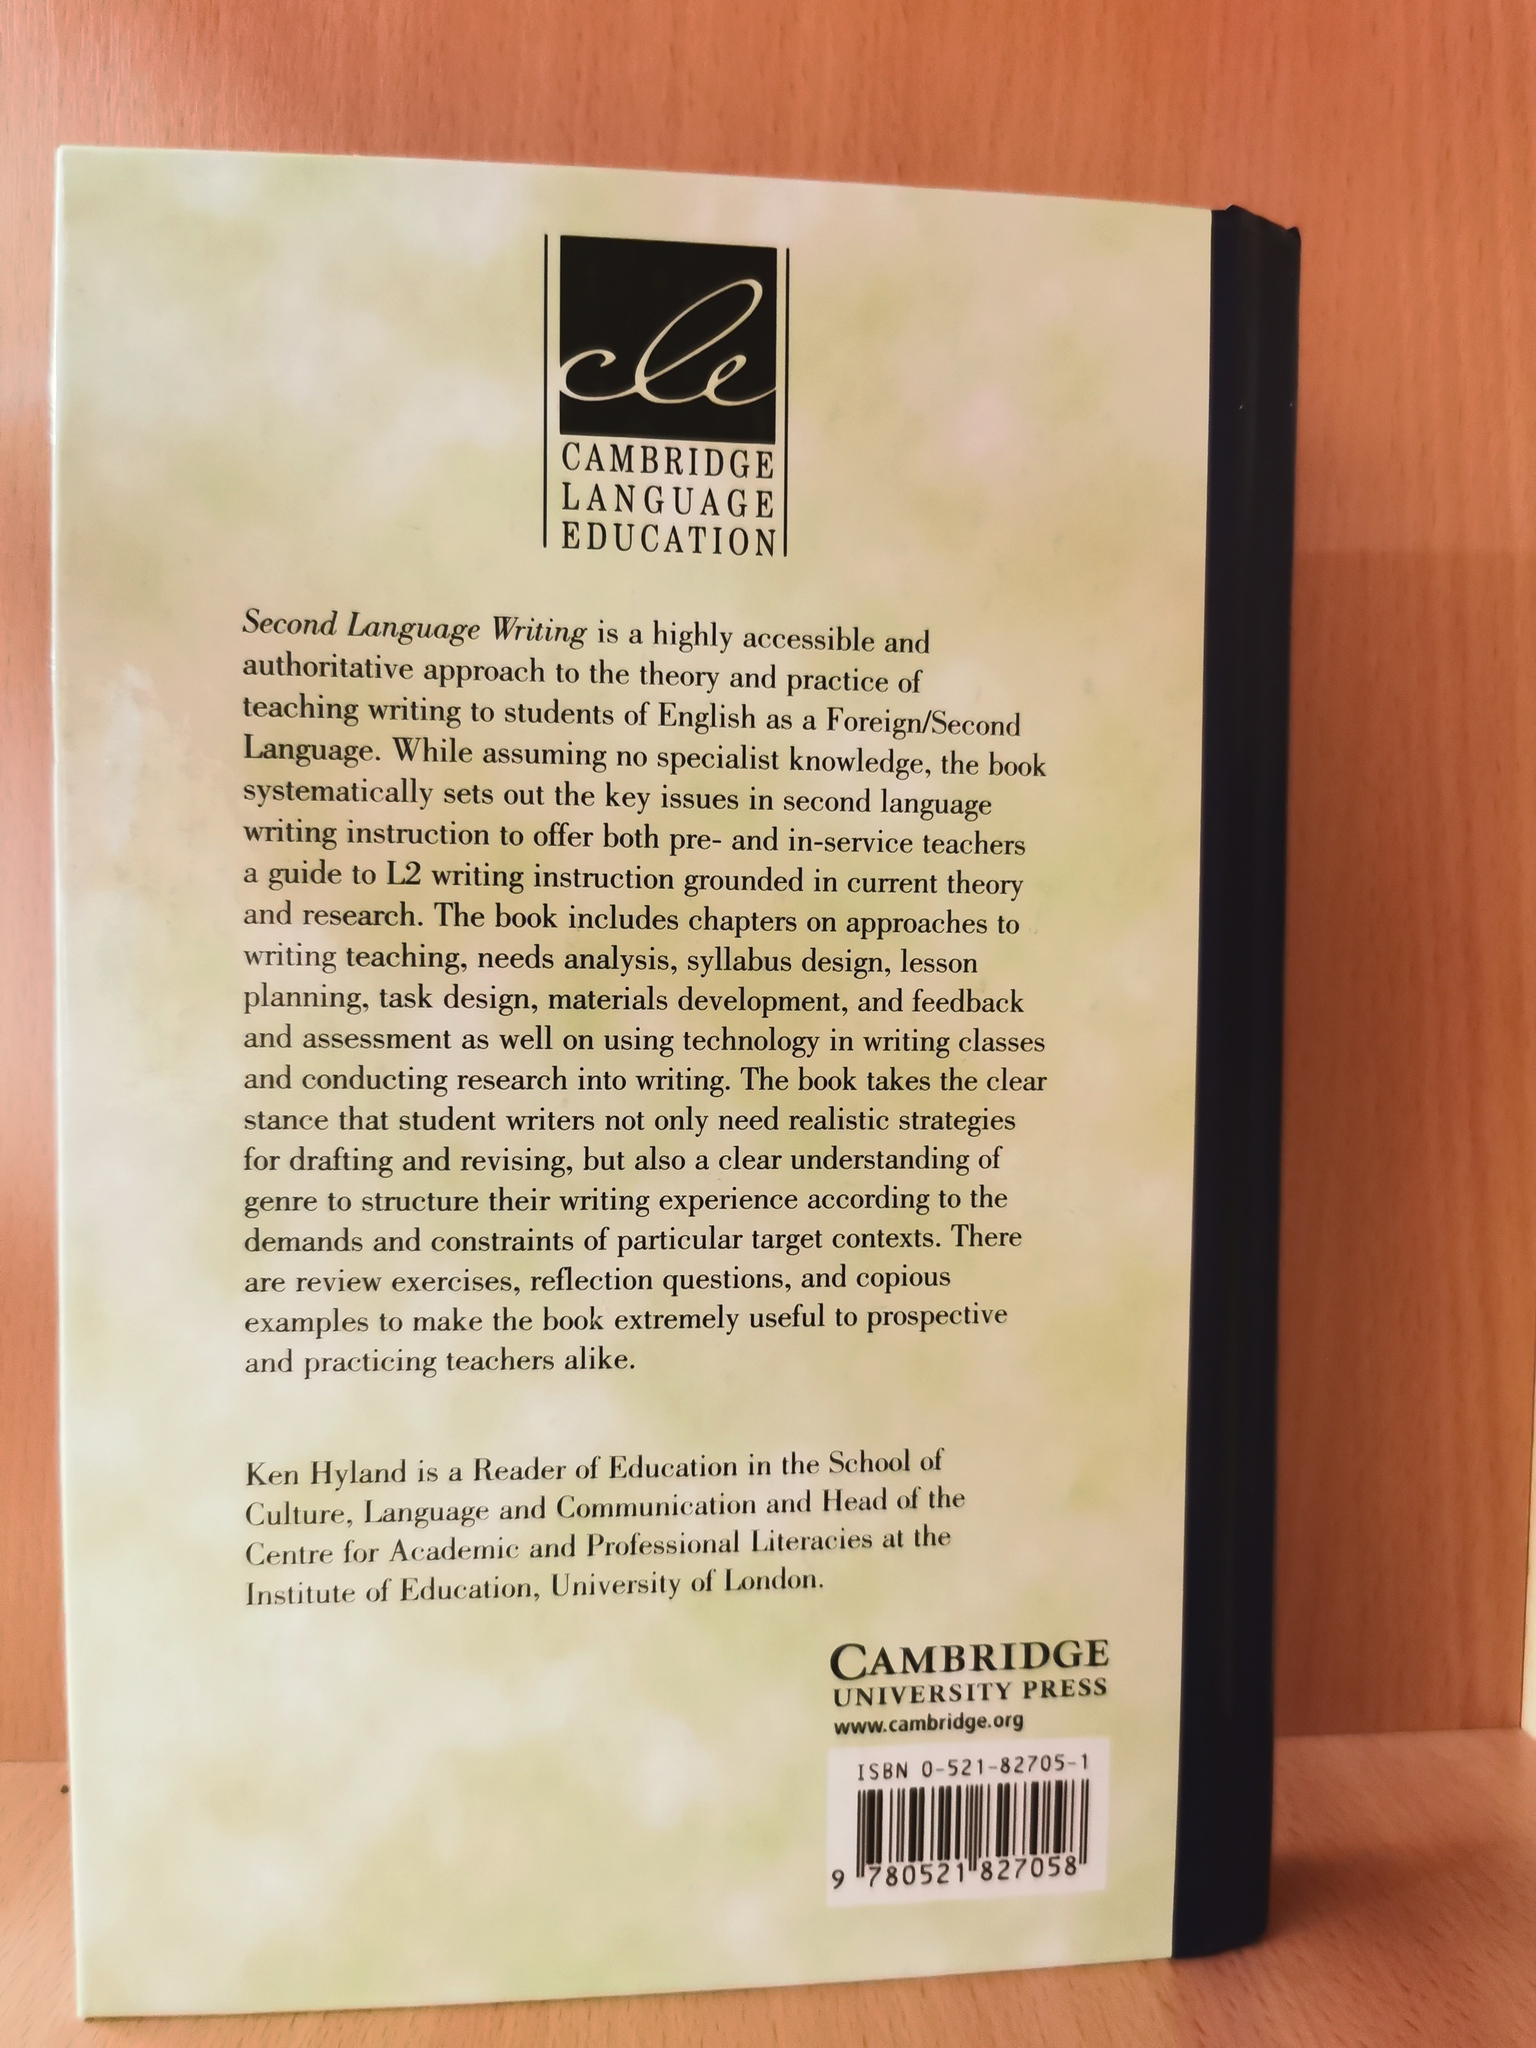 cle
CAMBRIDGE
LANGUAGE
EDUCATION
Second Language Writing is a highly accessible and
authoritative approach to the theory and practice of
teaching writing to students of English as a Foreign/Second
Language. While assuming no specialist knowledge, the book
systematically sets out the key issues in second language
writing instruction to offer both pre- and in-service teachers
a guide to L2 writing instruction grounded in current theory
and research. The book includes chapters on approaches to
writing teaching, needs analysis, syllabus design, lesson
planning, task design, materials development, and feedback
and assessment as well on using technology in writing classes
and conducting research into writing. The book takes the clear
stance that student writers not only need realistic strategies
for drafting and revising, but also a clear understanding of
genre to structure their writing experience according to the
demands and constraints of particular target contexts. There
are review exercises, reflection questions, and copious
examples to make the book extremely useful to prospective
and practicing teachers alike.
Ken Hyland is a Reader of Education in the School of
Culture, Language and Communication and Head of the
Centre for Academic and Professional Literacies at the
Institute of Education, University of London.
CAMBRIDGE
UNIVERSITY PRESS
www.cambridge.org
ISBN 0-521-82705-1
9 780521 827058